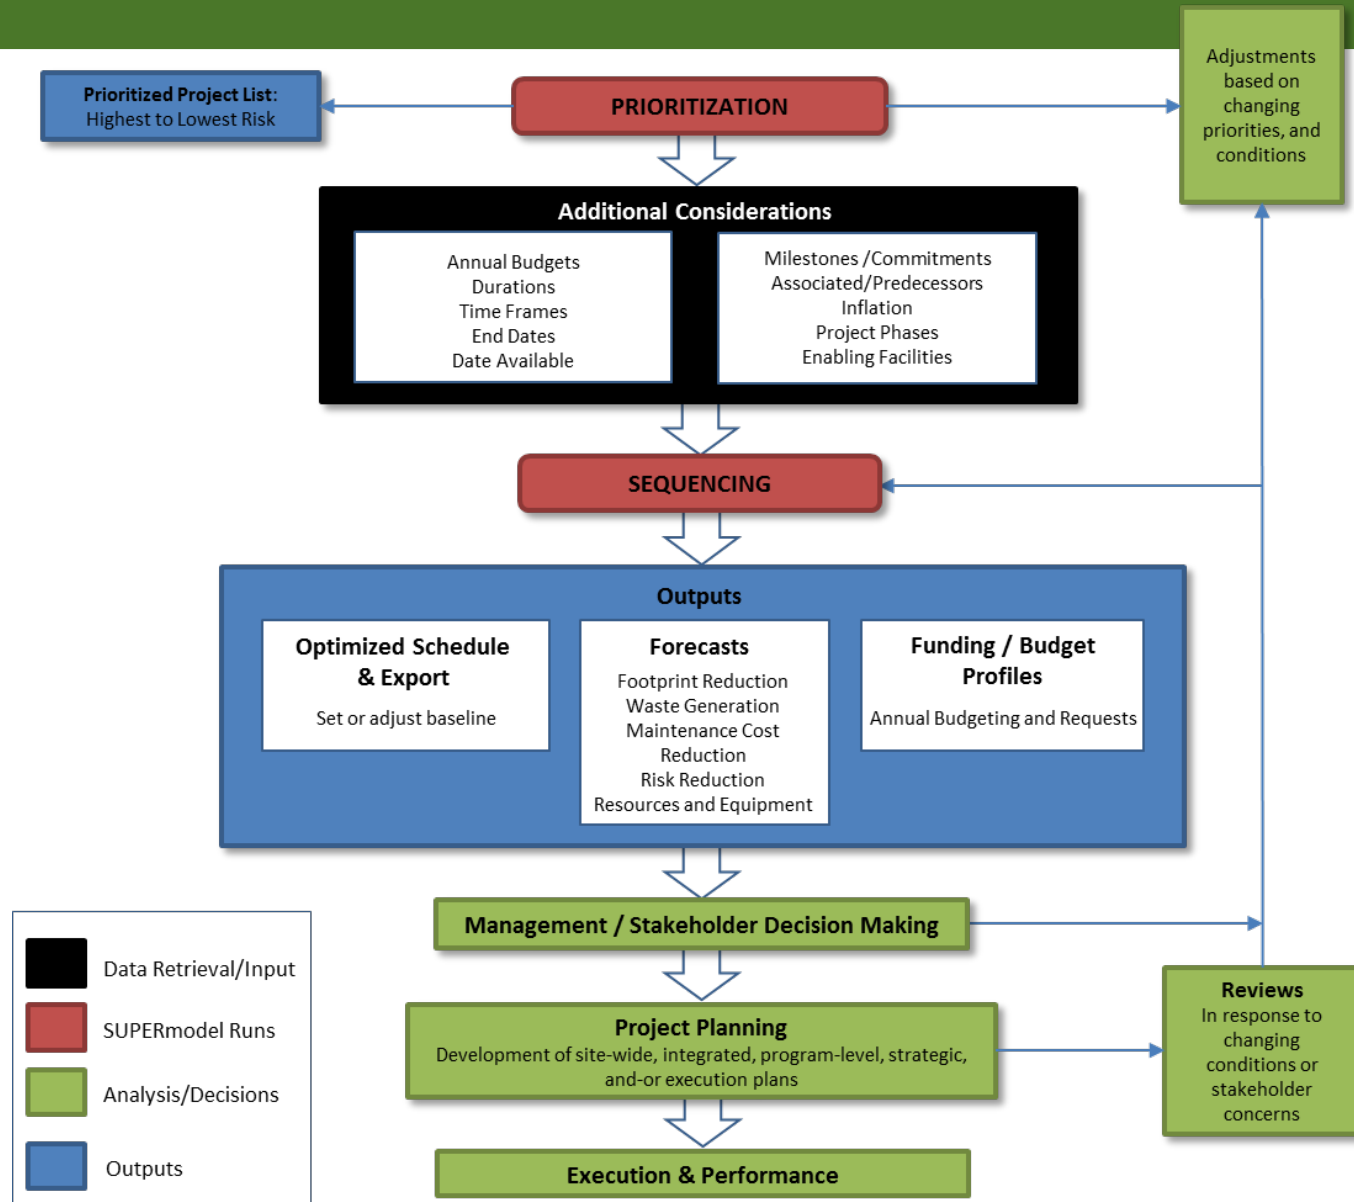 Adjustments
based on
changing
priorities, and
conditions
Prioritized Project List:
Highest to Lowest Risk
PRIORITIZATION
Additional Considerations
Annual Budgets
Durations
Time Frames
End Dates
Date Available
Milestones /Commitments
Associated/Predecessors
Inflation
Project Phases
Enabling Facilities
SEQUENCING
Outputs
Optimized Schedule
& Export
Set or adjust baseline
Forecasts
Footprint Reduction
Waste Generation
Maintenance Cost
Reduction
Risk Reduction
Resources and Equipment
Funding / Budget
Profiles
Annual Budgeting and Requests
Management / Stakeholder Decision Making
Project Planning
Development of site-wide, integrated, program-level, strategic,
and-or execution plans
Reviews
In response to
changing
conditions or
stakeholder
concerns
Execution & Performance
Data Retrieval/Input
SUPERmodel Runs
Analysis/Decisions
Outputs